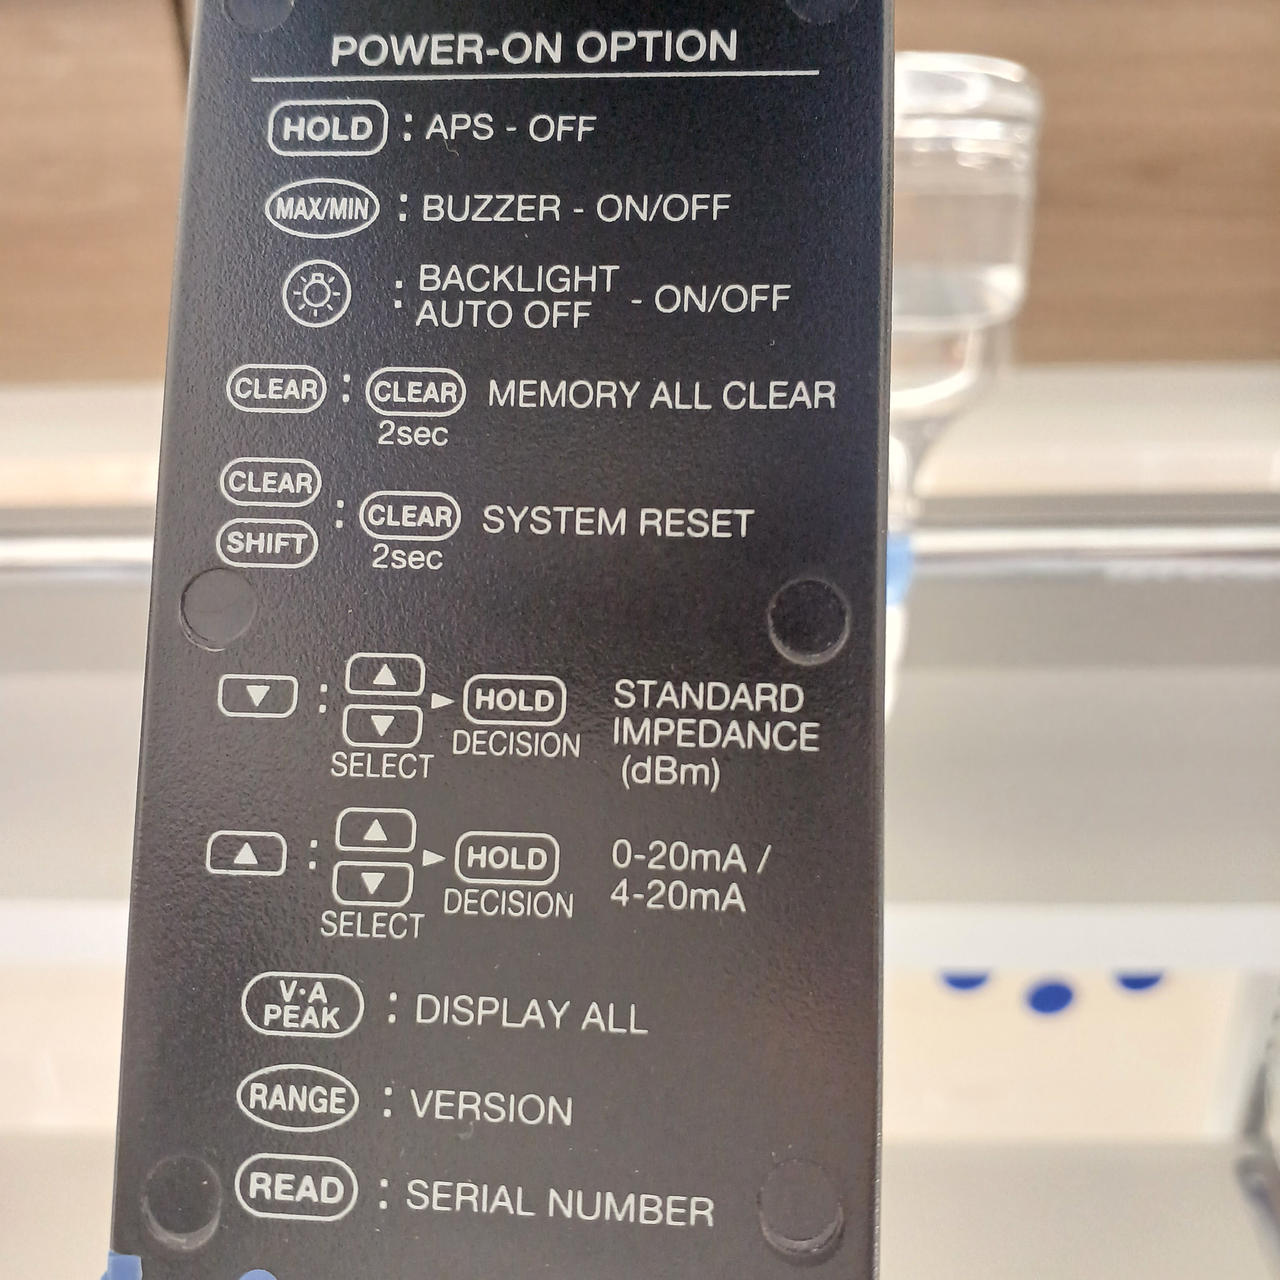 POWER-ON OPTION
HOLD : APS - OFF
MAX/MIN : BUZZER - ON/OFF
: BACKLIGHT AUTO OFF - ON/OFF
CLEAR : CLEAR 2sec MEMORY ALL CLEAR
CLEAR SHIFT : CLEAR 2sec SYSTEM RESET
▼ : ▲ ▼ SELECT ► HOLD DECISION STANDARD IMPEDANCE (dBm)
▲ : ▲ ▼ SELECT ► HOLD DECISION 0-20mA / 4-20mA
V·A PEAK : DISPLAY ALL
RANGE : VERSION
READ : SERIAL NUMBER